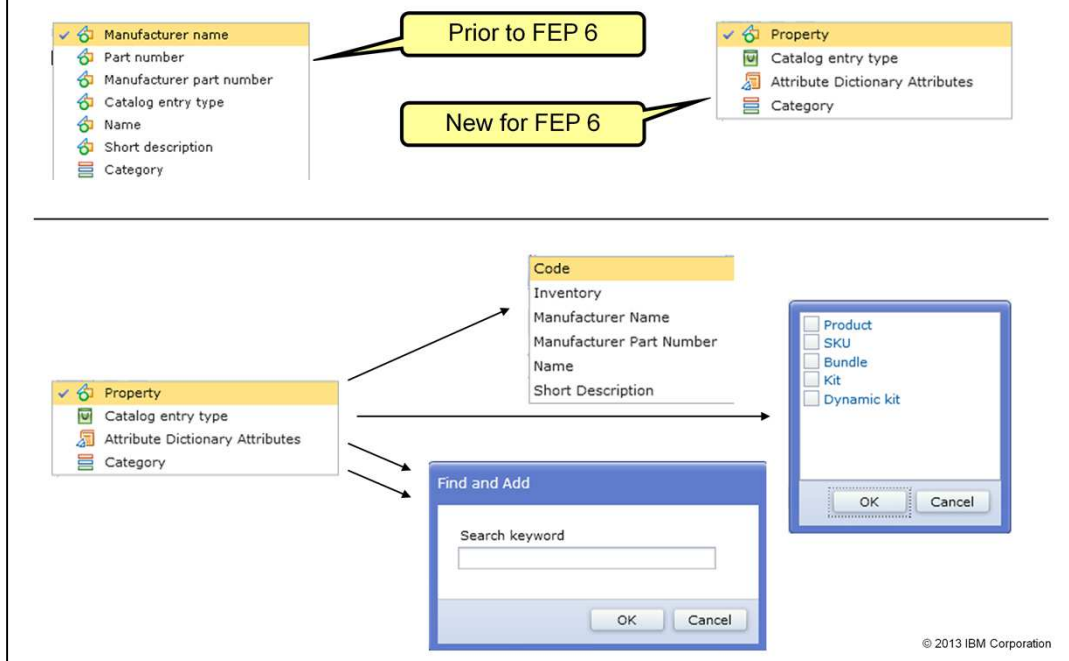 Manufacturer name
Part number
Manufacturer part number
Catalog entry type
Name
Short description
Category
Prior to FEP 6
New for FEP 6
Property
Catalog entry type
Attribute Dictionary Attributes
Category
Property
Catalog entry type
Attribute Dictionary Attributes
Category
Code
Inventory
Manufacturer Name
Manufacturer Part Number
Name
Short Description
Product
SKU
Bundle
Kit
Dynamic kit
OK Cancel
Find and Add
Search keyword
OK Cancel
© 2013 IBM Corporation